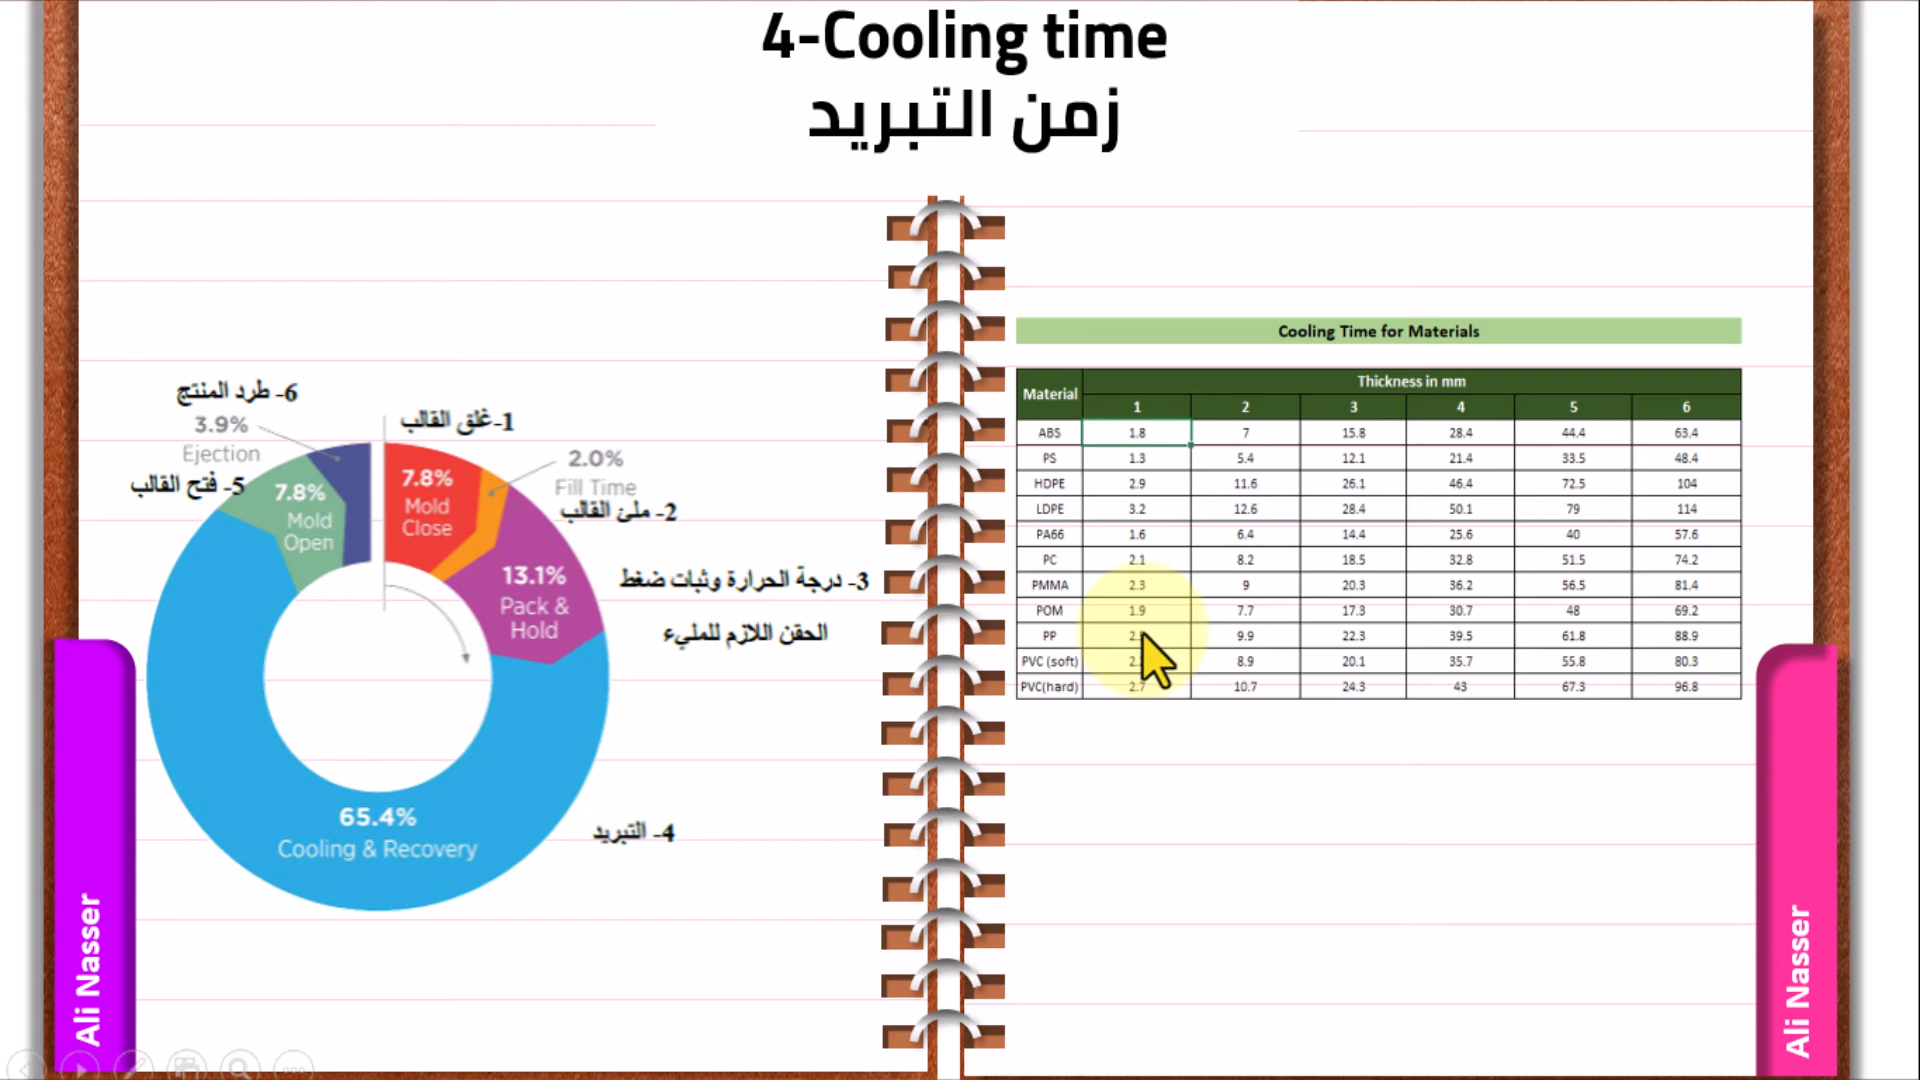 4-Cooling time
زمن التبريد
6- طرد المنتج
3.9%
Ejection
1-غلق القالب
2.0%
Fill Time
2- ملئ القالب
5- فتح القالب
7.8%
Mold
Open
7.8%
Mold
Close
13.1%
Pack &
Hold
3- درجة الحرارة وثبات ضغط
الحقن اللازم للمليء
65.4%
Cooling & Recovery
4- التبريد
Cooling Time for Materials
Material Thickness in mm
1 2 3 4 5 6
ABS 1.8 7 15.8 28.4 44.4 63.4
PS 1.3 5.4 12.1 21.4 33.5 48.4
HDPE 2.9 11.6 26.1 46.4 72.5 104
LDPE 3.2 12.6 28.4 50.1 79 114
PA66 1.6 6.4 14.4 25.6 40 57.6
PC 2.1 8.2 18.5 32.8 51.5 74.2
PMMA 2.3 9 20.3 36.2 56.5 81.4
POM 1.9 7.7 17.3 30.7 48 69.2
PP 9.9 22.3 39.5 61.8 88.9
PVC (soft) 8.9 20.1 35.7 55.8 80.3
PVC(hard) 2.7 10.7 24.3 43 67.3 96.8
Ali Nasser
Ali Nasser